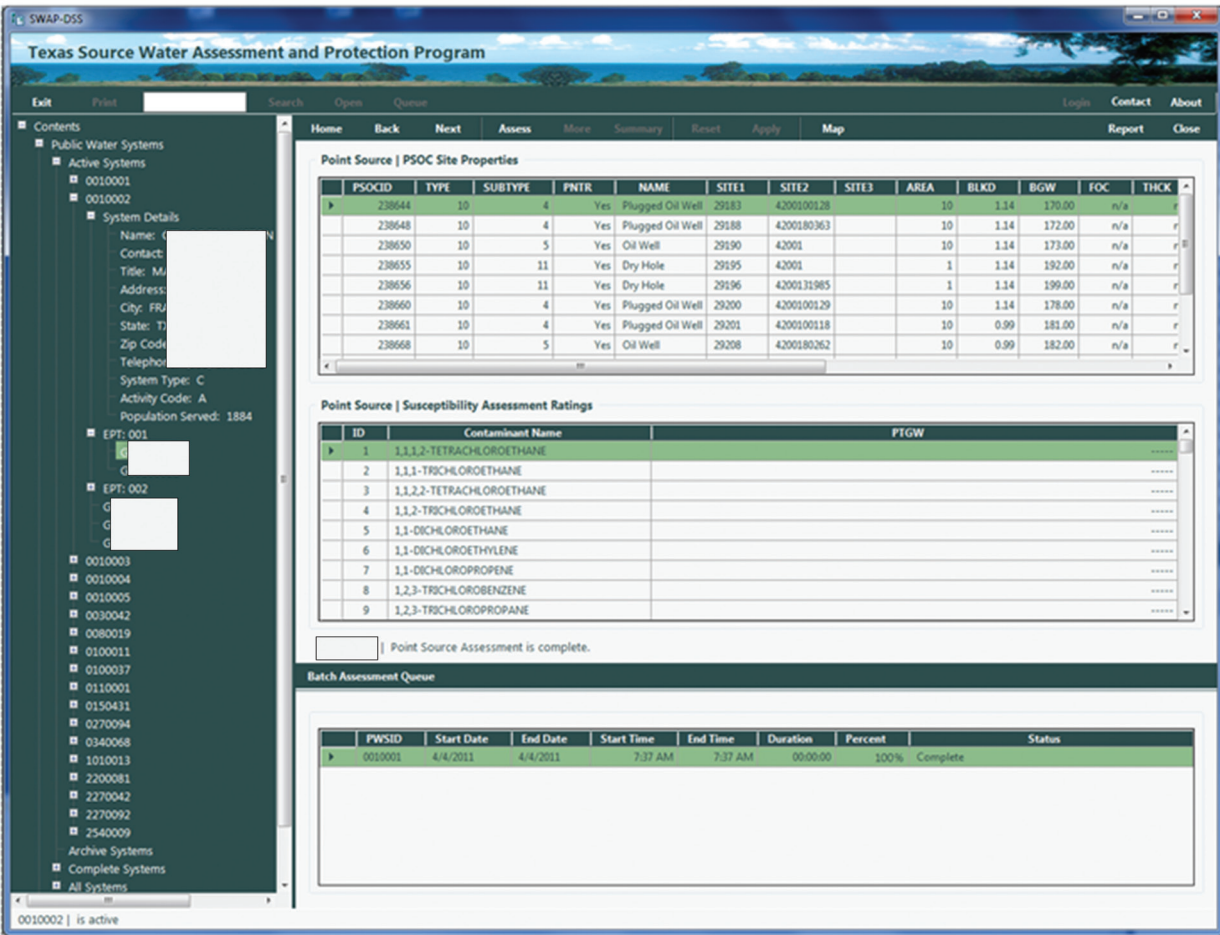 SWAP-DSS
Texas Source Water Assessment and Protection Program
Exit Print Search Open Queue Login Contact About
Contents
Public Water Systems
Active Systems
0010001
0010002
System Details
Name:
N
Contact:
Title: MA
Address:
City: FRA
State: TX
Zip Code
Telephon
System Type: C
Activity Code: A
Population Served: 1884
EPT: 001
G
G
EPT: 002
G
G
G
0010003
0010004
0010005
0030042
0080019
0100011
0100037
0110001
0150431
0270094
0340068
1010013
2200081
2270042
2270092
2540009
Archive Systems
Complete Systems
All Systems
0010002 | is active
Home Back Next Assess More Summary Reset Apply Map Report Close
Point Source | PSOC Site Properties
PSOCID TYPE SUBTYPE PNTR NAME SITE1 SITE2 SITE3 AREA BLKD BGW FOC THCK
238644 10 4 Yes Plugged Oil Well 29183 4200100128 10 1.14 170.00 n/a r
238648 10 4 Yes Plugged Oil Well 29188 4200180363 10 1.14 172.00 n/a r
238650 10 5 Yes Oil Well 29190 42001 10 1.14 173.00 n/a r
238655 10 11 Yes Dry Hole 29195 42001 1 1.14 192.00 n/a r
238656 10 11 Yes Dry Hole 29196 4200131985 1 1.14 199.00 n/a r
238660 10 4 Yes Plugged Oil Well 29200 4200100129 10 1.14 178.00 n/a r
238661 10 4 Yes Plugged Oil Well 29201 4200100118 10 0.99 181.00 n/a r
238668 10 5 Yes Oil Well 29208 4200180262 10 0.99 182.00 n/a r
Point Source | Susceptibility Assessment Ratings
ID Contaminant Name PTGW
1 1,1,1,2-TETRACHLOROETHANE -----
2 1,1,1-TRICHLOROETHANE -----
3 1,1,2,2-TETRACHLOROETHANE -----
4 1,1,2-TRICHLOROETHANE -----
5 1,1-DICHLOROETHANE -----
6 1,1-DICHLOROETHYLENE -----
7 1,1-DICHLOROPROPENE -----
8 1,2,3-TRICHLOROBENZENE -----
9 1,2,3-TRICHLOROPROPANE -----
| Point Source Assessment is complete.
Batch Assessment Queue
PWSID Start Date End Date Start Time End Time Duration Percent Status
0010001 4/4/2011 4/4/2011 7:37 AM 7:37 AM 00:00:00 100% Complete